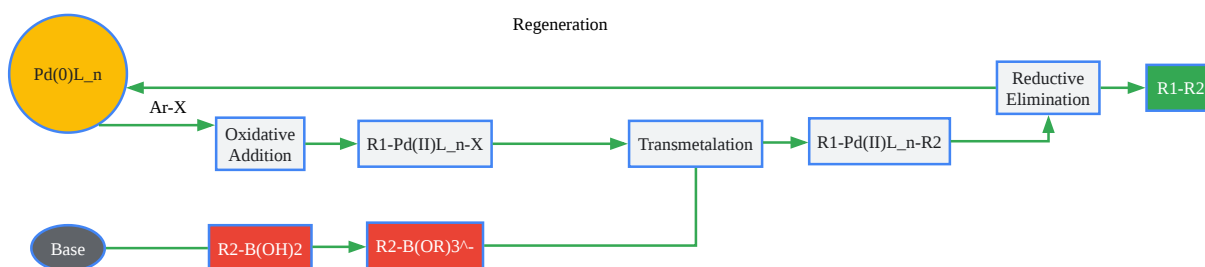 Regeneration
Pd(0)L_n
Reductive
Elimination
R1-R2
Ar-X
Oxidative
Addition
R1-Pd(II)L_n-X
Transmetalation
R1-Pd(II)L_n-R2
Base
R2-B(OH)2
R2-B(OR)3^-